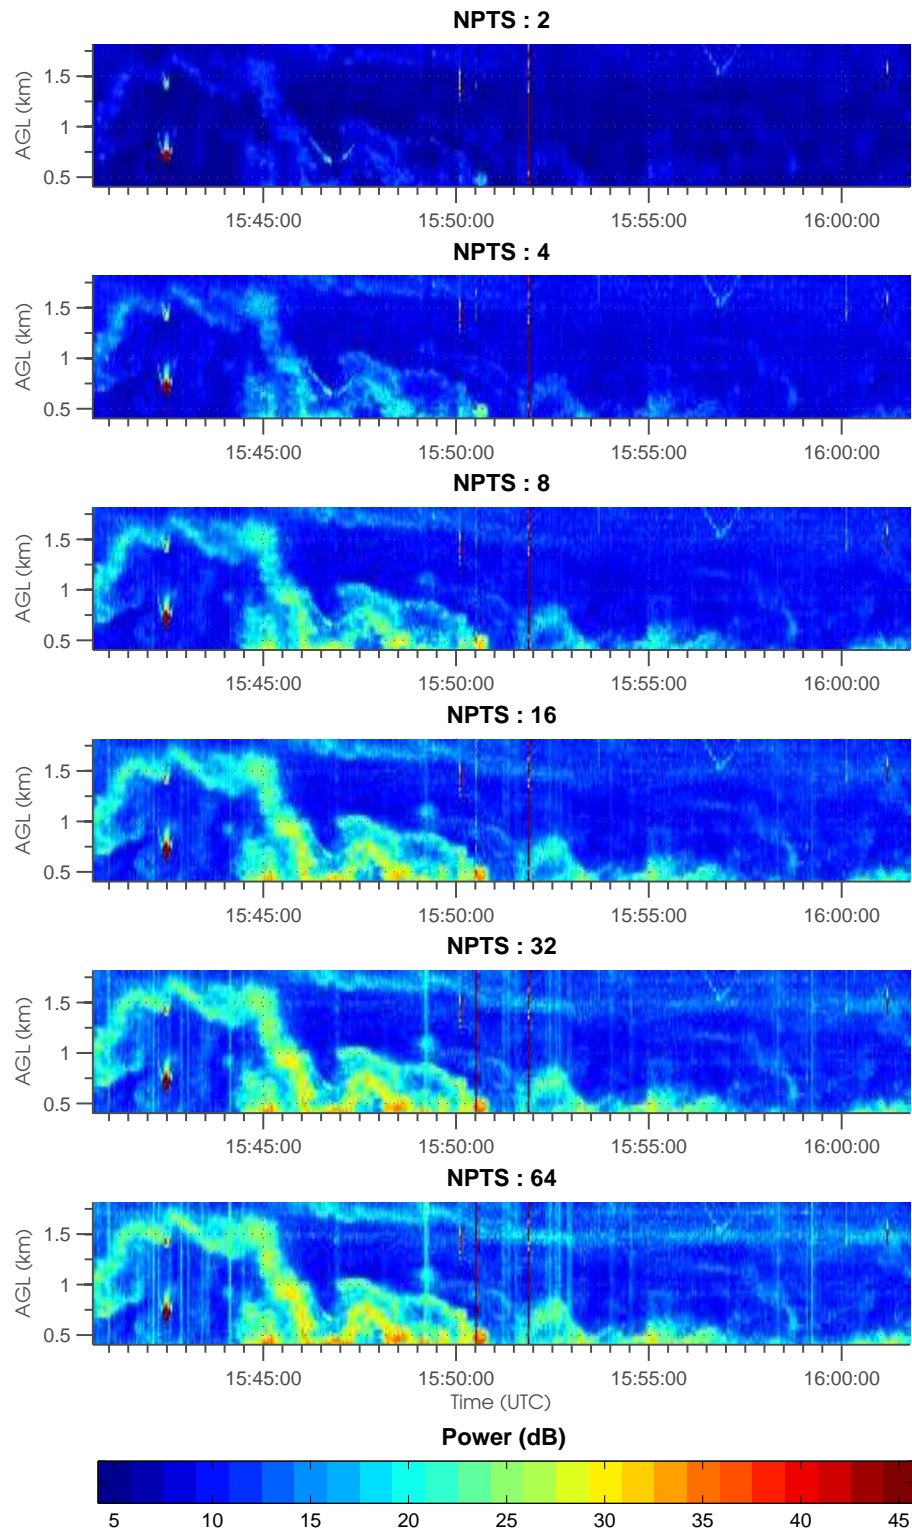 NPTS : 2
1.5
1
0.5
AGL (km)
15:45:00 15:50:00 15:55:00 16:00:00
NPTS : 4
1.5
1
0.5
AGL (km)
15:45:00 15:50:00 15:55:00 16:00:00
NPTS : 8
1.5
1
0.5
AGL (km)
15:45:00 15:50:00 15:55:00 16:00:00
NPTS : 16
1.5
1
0.5
AGL (km)
15:45:00 15:50:00 15:55:00 16:00:00
NPTS : 32
1.5
1
0.5
AGL (km)
15:45:00 15:50:00 15:55:00 16:00:00
NPTS : 64
1.5
1
0.5
AGL (km)
15:45:00 15:50:00 15:55:00 16:00:00
Time (UTC)
Power (dB)
5 10 15 20 25 30 35 40 45